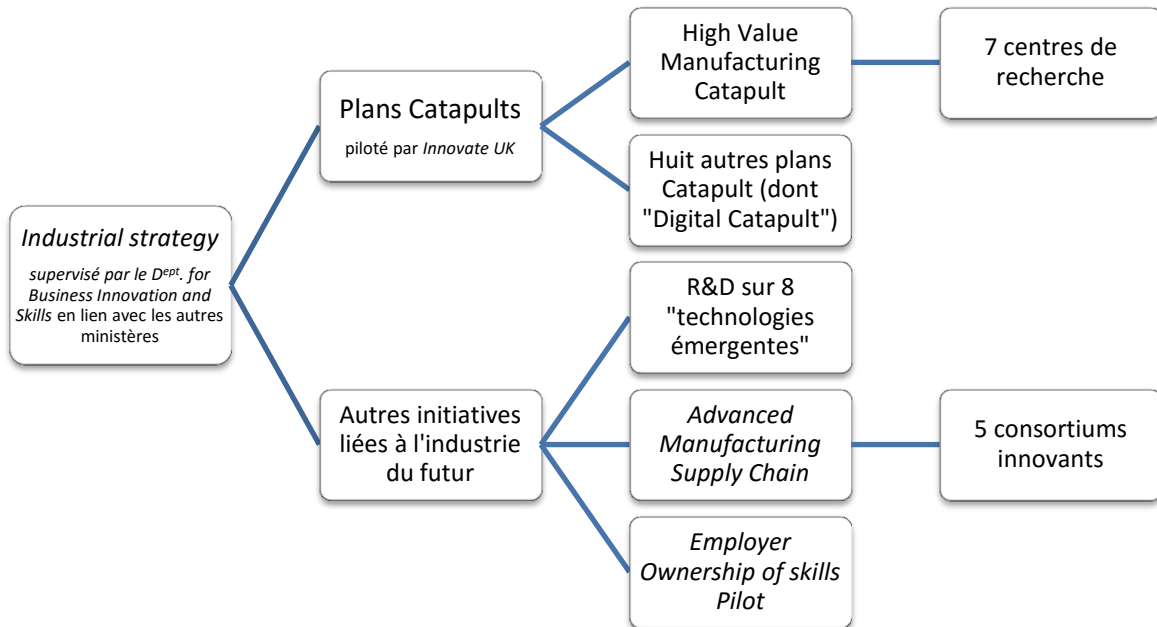 Industrial strategy
supervisé par le Dept. for
Business Innovation and
Skills en lien avec les autres
ministères
Plans Catapults
piloté par Innovate UK
High Value
Manufacturing
Catapult
7 centres de
recherche
Huit autres plans
Catapult (dont
"Digital Catapult")
Autres initiatives
liées à l'industrie
du futur
R&D sur 8
"technologies
émergentes"
Advanced
Manufacturing
Supply Chain
5 consortiums
innovants
Employer
Ownership of skills
Pilot